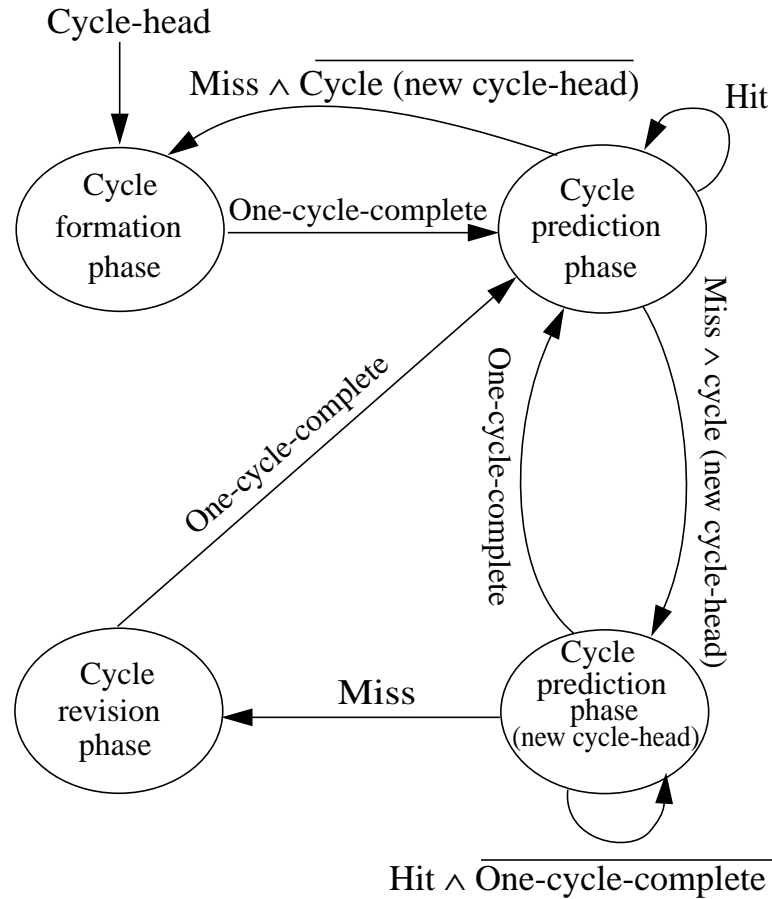 Cycle-head
Miss ∧ Cycle (new cycle-head)
Hit
Cycle
formation
phase
One-cycle-complete
Cycle
prediction
phase
Miss ∧ cycle (new cycle-head)
One-cycle-complete
One-cycle-complete
Cycle
revision
phase
Miss
Cycle
prediction
phase
(new cycle-head)
Hit ∧ One-cycle-complete